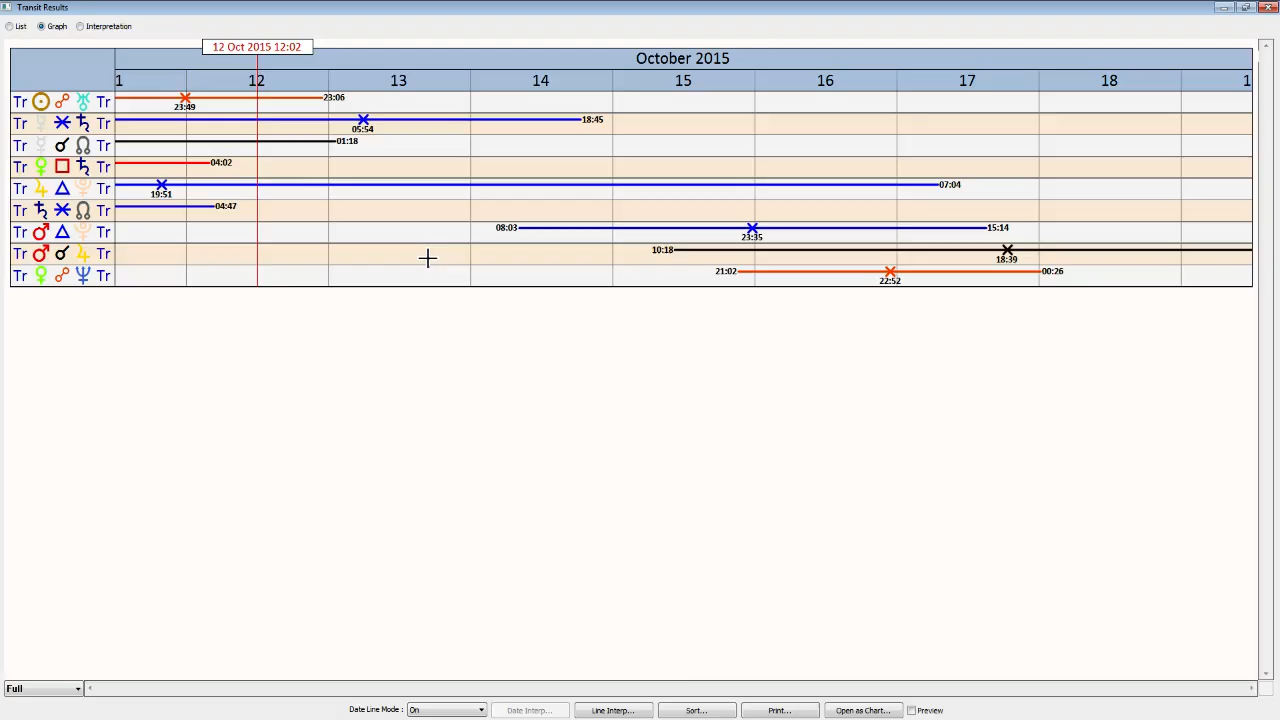 Transit Results
List Graph Interpretation
12 Oct 2015 12:02
October 2015
1 12 13 14 15 16 17 18 1
Tr Tr 23:49 23:06
Tr Tr 05:54 18:45
Tr Tr 01:18
Tr Tr 04:02
Tr Tr 19:51 07:04
Tr Tr 04:47
Tr Tr 08:03 23:35 15:14
Tr Tr 10:18 18:39
Tr Tr 21:02 22:52 00:26
Full
Date Line Mode : On Date Interp... Line Interp... Sort... Print... Open as Chart... Preview